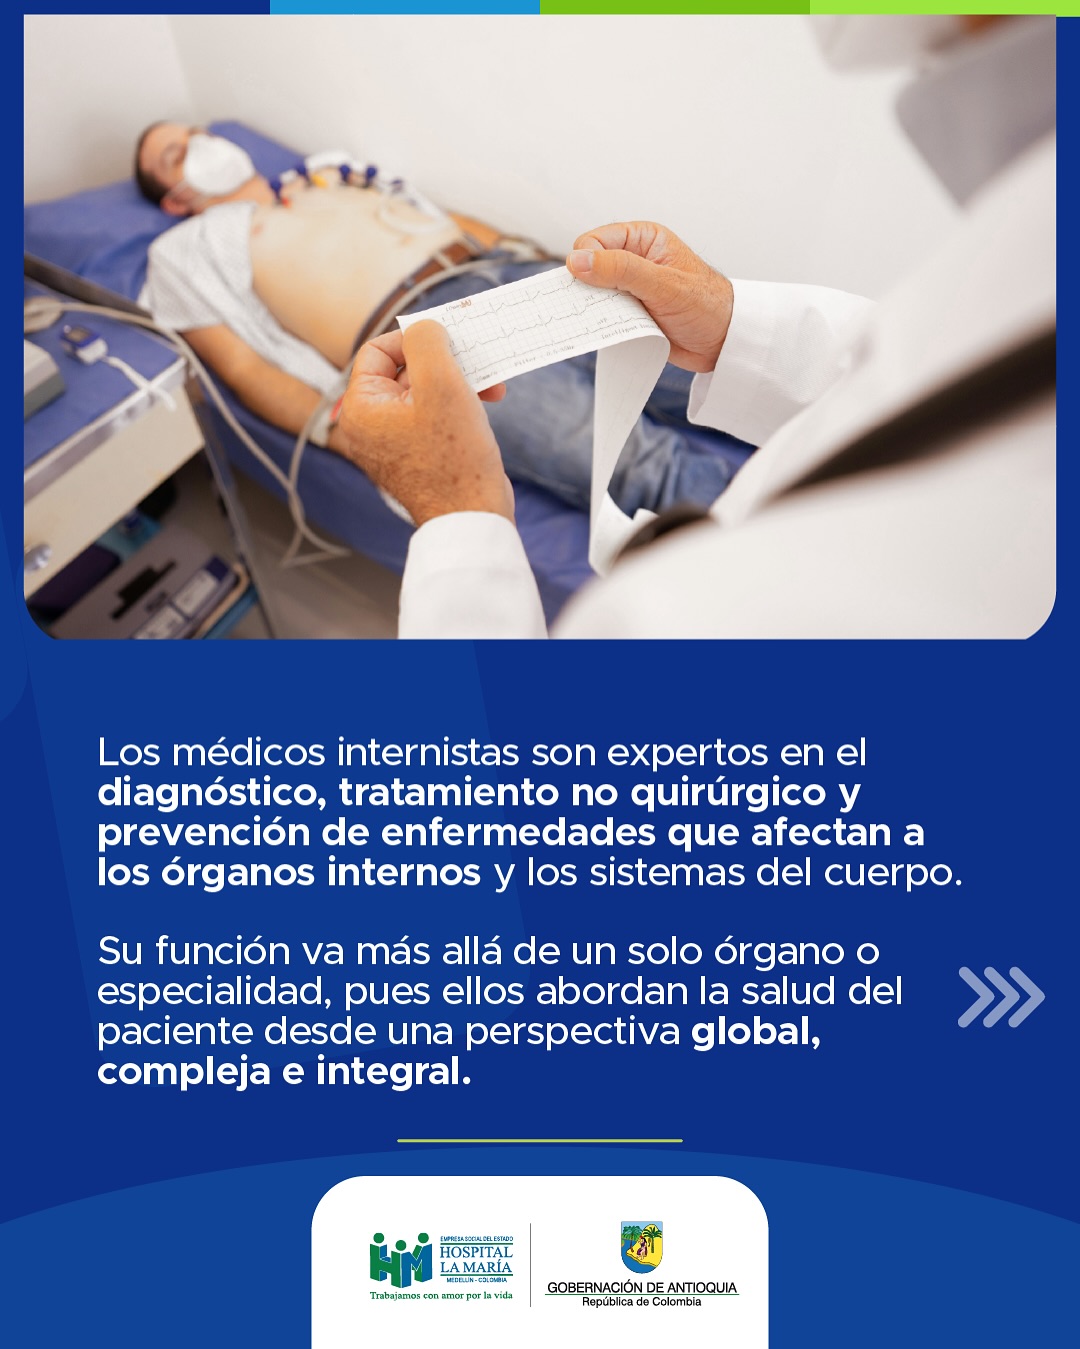 Los médicos internistas son expertos en el
diagnóstico, tratamiento no quirúrgico y
prevención de enfermedades que afectan a
los órganos internos y los sistemas del cuerpo.
Su función va más allá de un solo órgano o
especialidad, pues ellos abordan la salud del
paciente desde una perspectiva global,
compleja e integral.
EMPRESA SOCIAL DEL ESTADO
HOSPITAL
LA MARÍA
MEDELLÍN - COLOMBIA
Trabajamos con amor por la vida
GOBERNACIÓN DE ANTIOQUIA
República de Colombia